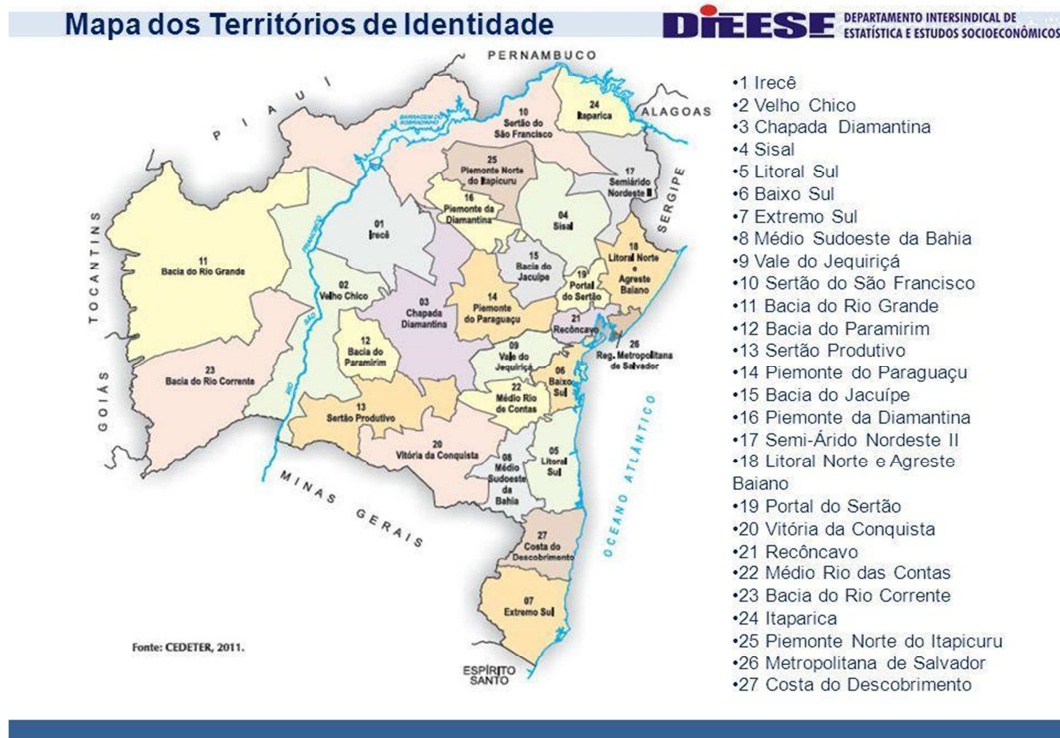 Mapa dos Territórios de Identidade
DIEESE
DEPARTAMENTO INTERSINDICAL DE
ESTATÍSTICA E ESTUDOS SOCIOECONÔMICOS
PERNAMBUCO
PIAUI
ALAGOAS
SERGIPE
TOCANTINS
GOIÁS
MINAS GERAIS
ESPÍRITO
SANTO
OCEANO ATLÂNTICO
BARRAGEM DO
SOBRADINHO
RIO
SÃO
FRANCISCO
24
Itaparica
10
Sertão do
São Francisco
25
Piemonte Norte
do Itapicuru
17
Semiárido
Nordeste II
16
Piemonte da
Diamantina
04
Sisal
01
Irecê
18
Litoral Norte
e
Agreste
Baiano
11
Bacia do Rio Grande
15
Bacia do
Jacuípe
19
Portal
do Sertão
02
Velho Chico
03
Chapada
Diamantina
14
Piemonte
do Paraguaçu
21
Recôncavo
26
Reg. Metropolitana
de Salvador
12
Bacia do
Paramirim
09
Vale do
Jequiriçá
06
Baixo
Sul
23
Bacia do Rio Corrente
22
Médio Rio
de Contas
13
Sertão Produtivo
20
Vitória da Conquista
08
Médio
Sudoeste
da
Bahia
05
Litoral
Sul
27
Costa do
Descobrimento
07
Extremo Sul
Fonte: CEDETER, 2011.
•1 Irecê
•2 Velho Chico
•3 Chapada Diamantina
•4 Sisal
•5 Litoral Sul
•6 Baixo Sul
•7 Extremo Sul
•8 Médio Sudoeste da Bahia
•9 Vale do Jequiriçá
•10 Sertão do São Francisco
•11 Bacia do Rio Grande
•12 Bacia do Paramirim
•13 Sertão Produtivo
•14 Piemonte do Paraguaçu
•15 Bacia do Jacuípe
•16 Piemonte da Diamantina
•17 Semi-Árido Nordeste II
•18 Litoral Norte e Agreste
Baiano
•19 Portal do Sertão
•20 Vitória da Conquista
•21 Recôncavo
•22 Médio Rio das Contas
•23 Bacia do Rio Corrente
•24 Itaparica
•25 Piemonte Norte do Itapicuru
•26 Metropolitana de Salvador
•27 Costa do Descobrimento